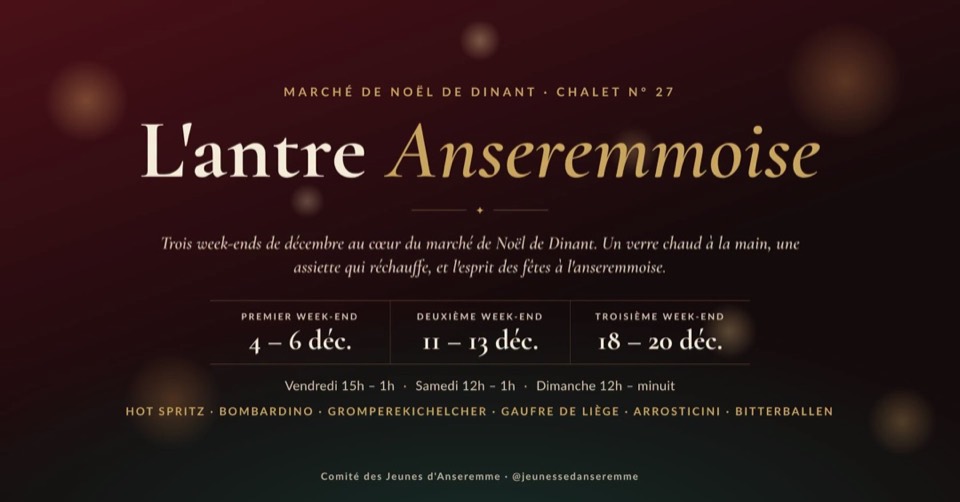 MARCHÉ DE NOËL DE DINANT · CHALET N° 27
L'antre Anseremmoise
Trois week-ends de décembre au cœur du marché de Noël de Dinant. Un verre chaud à la main, une
assiette qui réchauffe, et l'esprit des fêtes à l'anseremmoise.
PREMIER WEEK-END
4 – 6 déc.
DEUXIÈME WEEK-END
11 – 13 déc.
TROISIÈME WEEK-END
18 – 20 déc.
Vendredi 15h – 1h · Samedi 12h – 1h · Dimanche 12h – minuit
HOT SPRITZ · BOMBARDINO · GROMPEREKICHELCHER · GAUFRE DE LIÈGE · ARROSTICINI · BITTERBALLEN
Comité des Jeunes d'Anseremme · @jeunessedanseremme